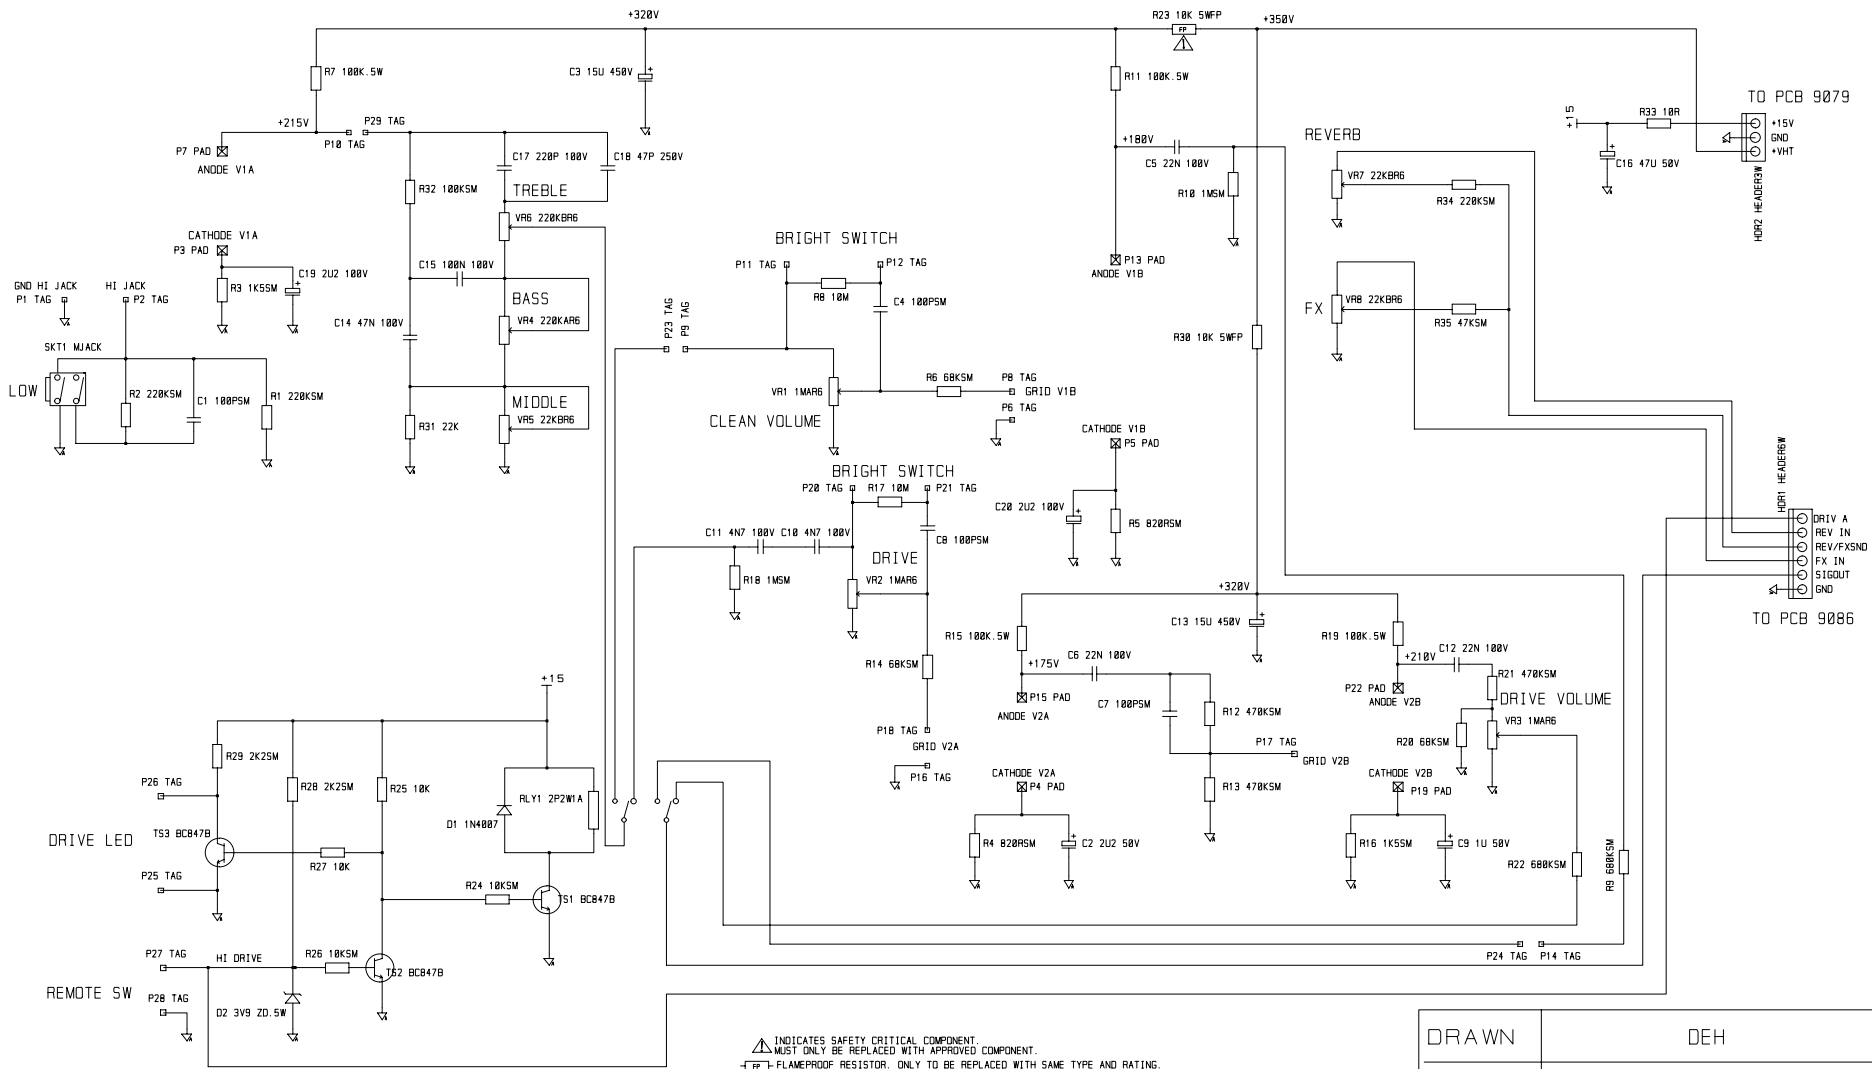 +320V
R23 10K 5WFP
FP
+350V
R7 100K.5W
C3 15U 450V
+
R11 100K.5W
TO PCB 9079
+215V
P10 TAG
P29 TAG
P7 PAD
ANODE V1A
C17 220P 100V
C18 47P 250V
R32 100KSM
TREBLE
VR6 220KBR6
+180V
C5 22N 100V
R10 1MSM
REVERB
VR7 22KBR6
R34 220KSM
+15
R33 10R
+
C16 47U 50V
+15V
GND
+VHT
HDR2 HEADER3W
CATHODE V1A
P3 PAD
R3 1K5SM
C19 2U2 100V
+
BRIGHT SWITCH
P11 TAG
P12 TAG
R8 10M
C4 100PSM
P13 PAD
ANODE V1B
GND HI JACK
P1 TAG
HI JACK
P2 TAG
C15 100N 100V
BASS
VR4 220KAR6
C14 47N 100V
P23 TAG
P9 TAG
FX
VR8 22KBR6
R35 47KSM
R30 10K 5WFP
SKT1 MJACK
LOW
R2 220KSM
C1 100PSM
R1 220KSM
MIDDLE
VR5 22KBR6
R31 22K
VR1 1MAR6
CLEAN VOLUME
R6 68KSM
P8 TAG
GRID V1B
P6 TAG
CATHODE V1B
P5 PAD
C20 2U2 100V
+
R5 820RSM
BRIGHT SWITCH
P20 TAG
R17 10M
P21 TAG
C11 4N7 100V
C10 4N7 100V
C8 100PSM
DRIVE
VR2 1MAR6
R18 1MSM
HDR1 HEADER6W
DRIV A
REV IN
REV/FXSND
FX IN
SIGOUT
GND
TO PCB 9086
+320V
R15 100K.5W
C13 15U 450V
+
R19 100K.5W
R14 68KSM
+175V
C6 22N 100V
P15 PAD
ANODE V2A
C7 100PSM
R12 470KSM
+210V
C12 22N 100V
P22 PAD
ANODE V2B
R21 470KSM
DRIVE VOLUME
VR3 1MAR6
R20 68KSM
P18 TAG
GRID V2A
P16 TAG
P17 TAG
GRID V2B
R13 470KSM
CATHODE V2A
P4 PAD
R4 820RSM
C2 2U2 50V
+
CATHODE V2B
P19 PAD
R16 1K5SM
C9 1U 50V
+
R22 680KSM
R9 680KSM
+15
R29 2K2SM
R28 2K2SM
R25 10K
P26 TAG
RLY1 2P2W1A
D1 1N4007
DRIVE LED
TS3 BC847B
R27 10K
P25 TAG
R24 10KSM
TS1 BC847B
P27 TAG
HI DRIVE
R26 10KSM
TS2 BC847B
REMOTE SW
P28 TAG
D2 3V9 ZD.5W
P24 TAG
P14 TAG
INDICATES SAFETY CRITICAL COMPONENT.
MUST ONLY BE REPLACED WITH APPROVED COMPONENT.
FP FLAMEPROOF RESISTOR. ONLY TO BE REPLACED WITH SAME TYPE AND RATING.
DRAWN
DEH